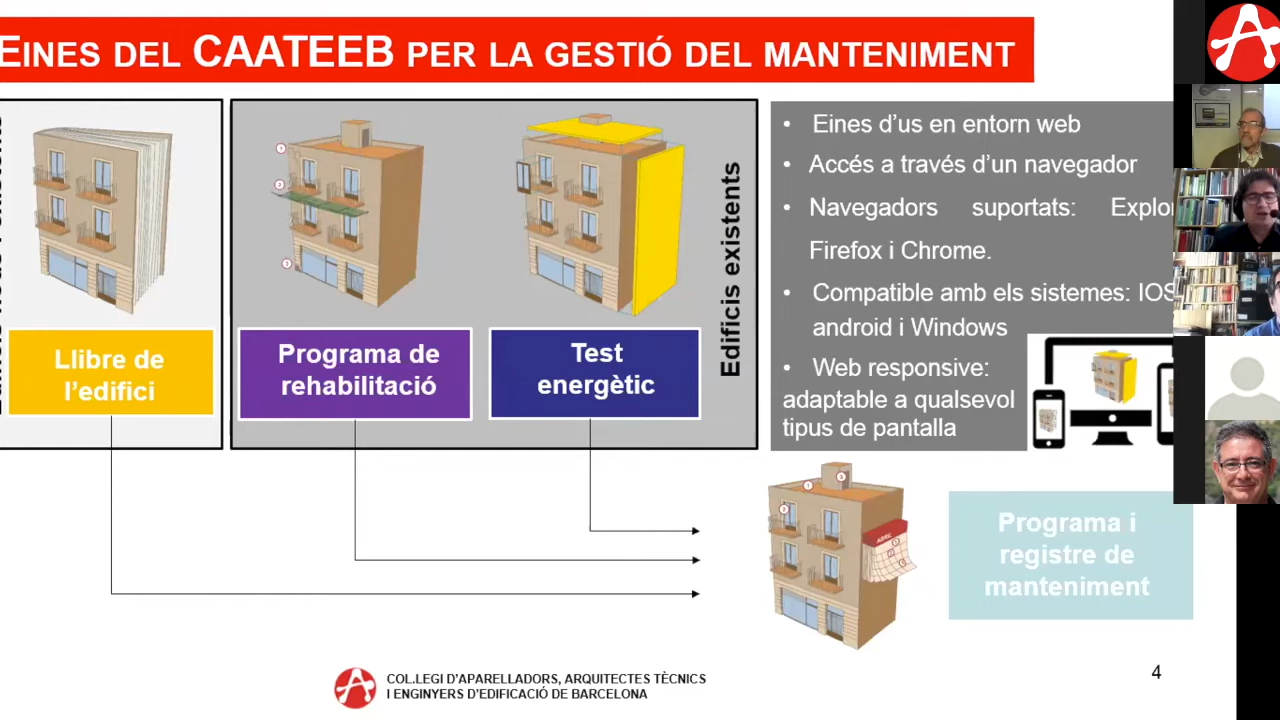 EINES DEL CAATEEB PER LA GESTIÓ DEL MANTENIMENT
Llibre de
l'edifici
Programa de
rehabilitació
Test
energètic
Edificis existents
• Eines d'us en entorn web
• Accés a través d'un navegador
• Navegadors suportats: Explor
Firefox i Chrome.
• Compatible amb els sistemes: IOS
android i Windows
• Web responsive:
adaptable a qualsevol
tipus de pantalla
ABRIL
Programa i
registre de
manteniment
COL.LEGI D'APARELLADORS, ARQUITECTES TÈCNICS
I ENGINYERS D'EDIFICACIÓ DE BARCELONA
4